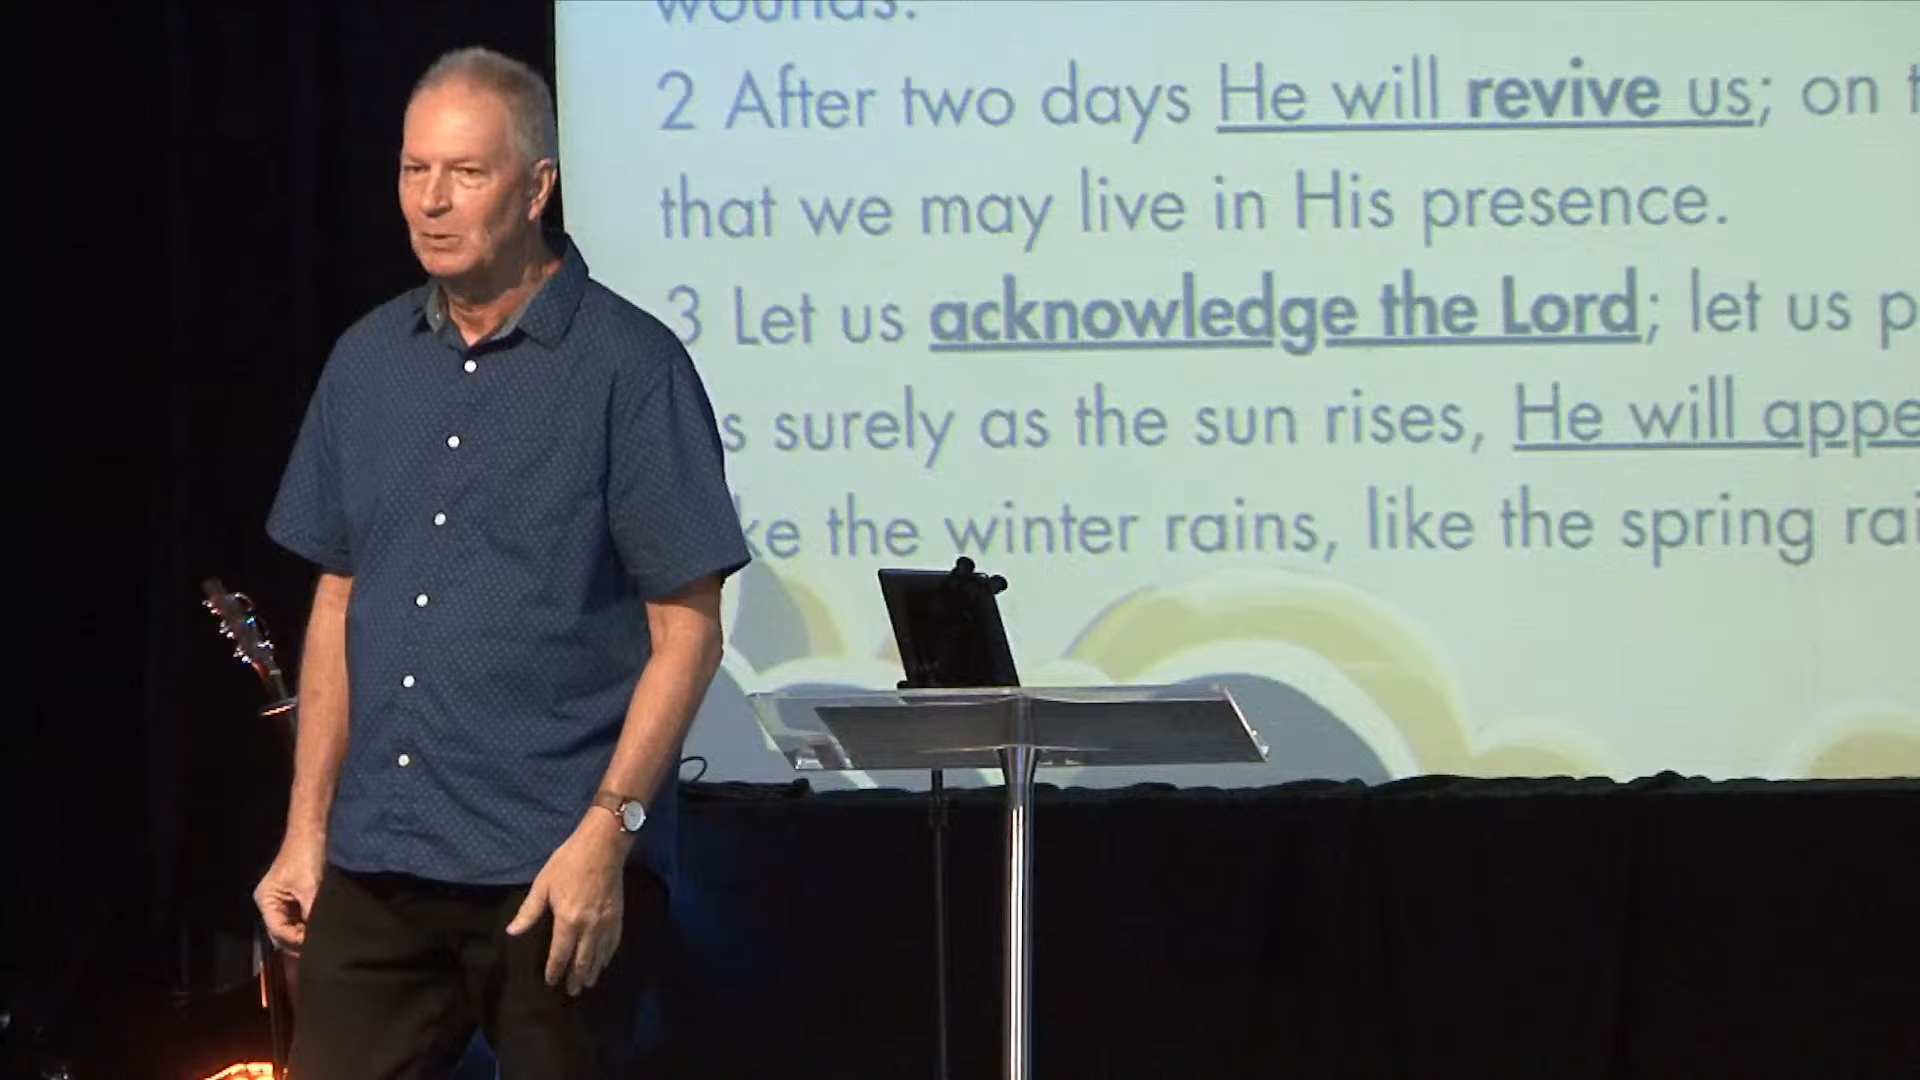 wounds.
2 After two days He will revive us; on
that we may live in His presence.
3 Let us acknowledge the Lord; let us
surely as the sun rises, He will
the winter rains, like the spring